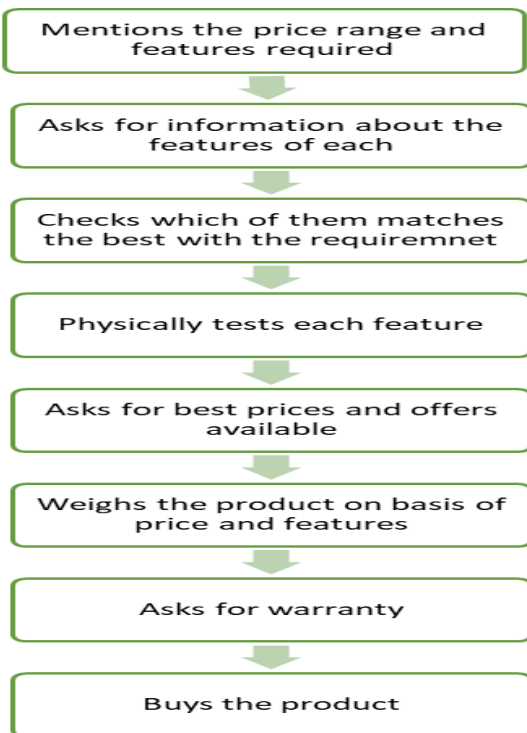 Mentions the price range and
features required
Asks for information about the
features of each
Checks which of them matches
the best with the requiremnet
Physically tests each feature
Asks for best prices and offers
available
Weighs the product on basis of
price and features
Asks for warranty
Buys the product